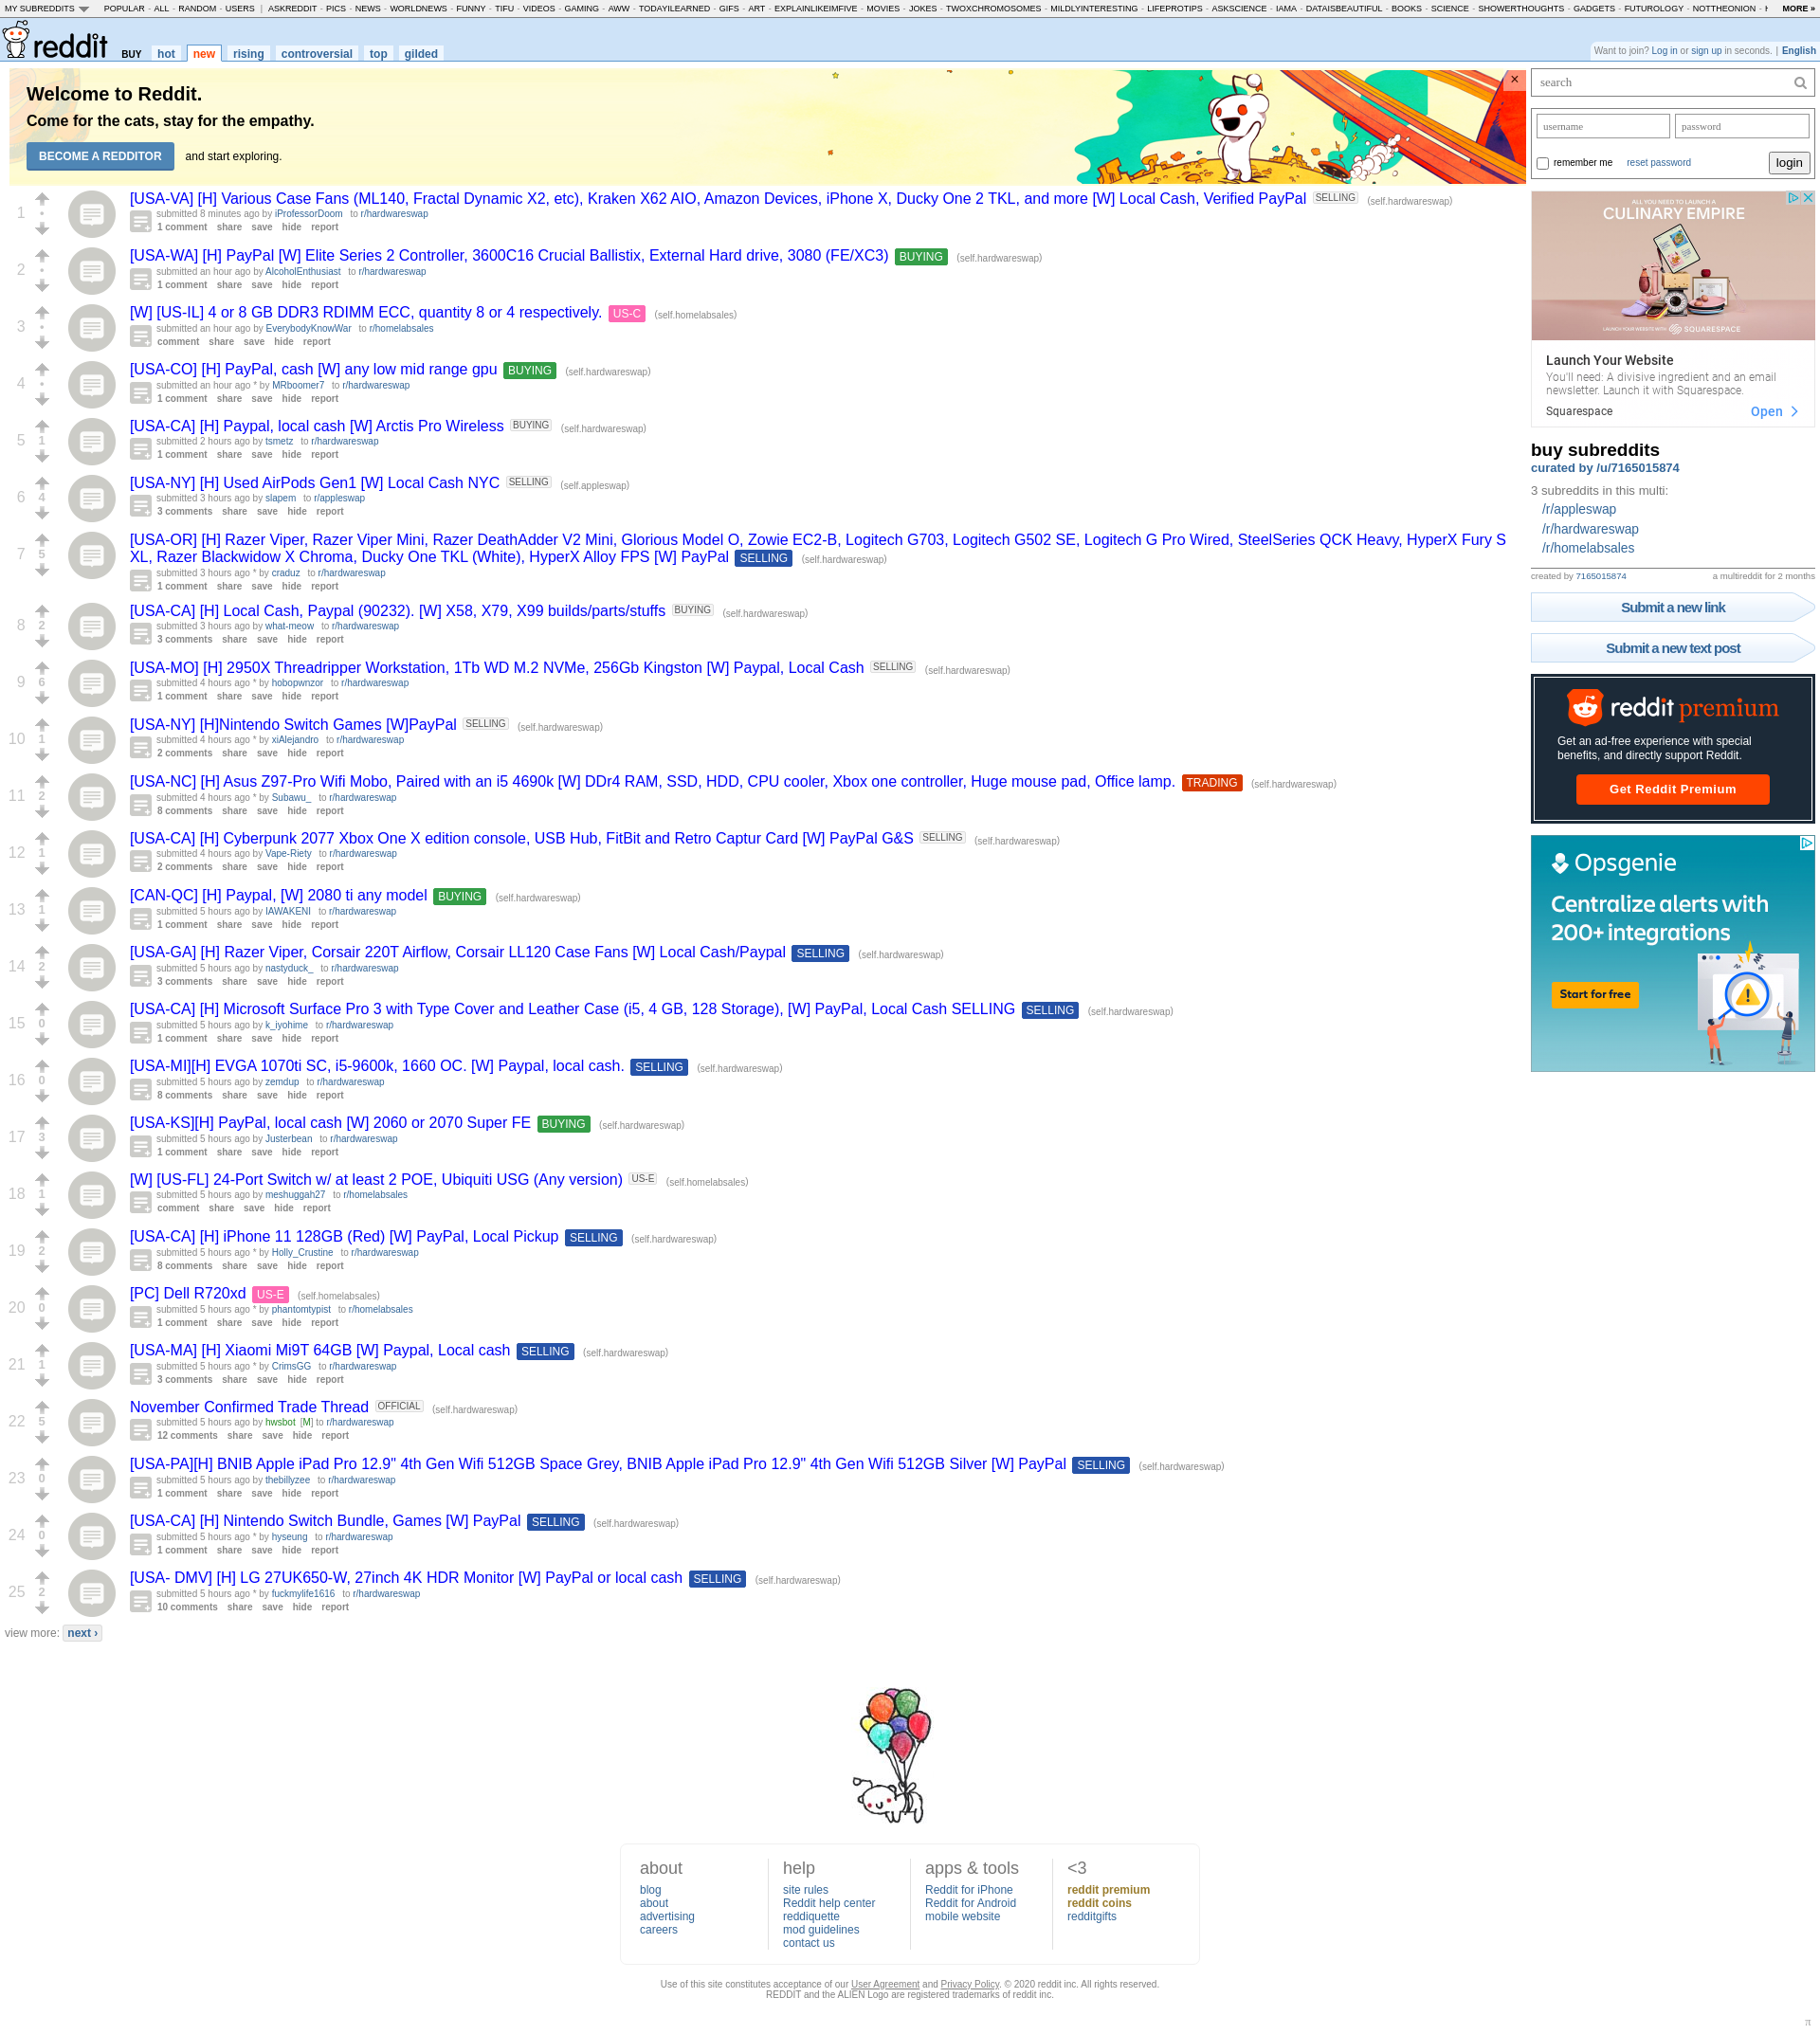 MY SUBREDDITS POPULAR - ALL - RANDOM - USERS | ASKREDDIT - PICS - NEWS - WORLDNEWS - FUNNY - TIFU - VIDEOS - GAMING - AWW - TODAYILEARNED - GIFS - ART - EXPLAINLIKEIMFIVE - MOVIES - JOKES - TWOXCHROMOSOMES - MILDLYINTERESTING - LIFEPROTIPS - ASKSCIENCE - IAMA - DATAISBEAUTIFUL - BOOKS - SCIENCE - SHOWERTHOUGHTS - GADGETS - FUTUROLOGY - NOTTHEONION - MORE »
reddit BUY hot new rising controversial top gilded
Want to join? Log in or sign up in seconds. | English
Welcome to Reddit.
Come for the cats, stay for the empathy.
BECOME A REDDITOR and start exploring.
×
1
[USA-VA] [H] Various Case Fans (ML140, Fractal Dynamic X2, etc), Kraken X62 AIO, Amazon Devices, iPhone X, Ducky One 2 TKL, and more [W] Local Cash, Verified PayPal SELLING (self.hardwareswap)
submitted 8 minutes ago by iProfessorDoom to r/hardwareswap
1 comment share save hide report
2
[USA-WA] [H] PayPal [W] Elite Series 2 Controller, 3600C16 Crucial Ballistix, External Hard drive, 3080 (FE/XC3) BUYING (self.hardwareswap)
submitted an hour ago by AlcoholEnthusiast to r/hardwareswap
1 comment share save hide report
3
[W] [US-IL] 4 or 8 GB DDR3 RDIMM ECC, quantity 8 or 4 respectively. US-C (self.homelabsales)
submitted an hour ago by EverybodyKnowWar to r/homelabsales
comment share save hide report
4
[USA-CO] [H] PayPal, cash [W] any low mid range gpu BUYING (self.hardwareswap)
submitted an hour ago * by MRboomer7 to r/hardwareswap
1 comment share save hide report
5 1
[USA-CA] [H] Paypal, local cash [W] Arctis Pro Wireless BUYING (self.hardwareswap)
submitted 2 hours ago by tsmetz to r/hardwareswap
1 comment share save hide report
6 4
[USA-NY] [H] Used AirPods Gen1 [W] Local Cash NYC SELLING (self.appleswap)
submitted 3 hours ago by slapem to r/appleswap
3 comments share save hide report
7 5
[USA-OR] [H] Razer Viper, Razer Viper Mini, Razer DeathAdder V2 Mini, Glorious Model O, Zowie EC2-B, Logitech G703, Logitech G502 SE, Logitech G Pro Wired, SteelSeries QCK Heavy, HyperX Fury S
XL, Razer Blackwidow X Chroma, Ducky One TKL (White), HyperX Alloy FPS [W] PayPal SELLING (self.hardwareswap)
submitted 3 hours ago * by craduz to r/hardwareswap
1 comment share save hide report
8 2
[USA-CA] [H] Local Cash, Paypal (90232). [W] X58, X79, X99 builds/parts/stuffs BUYING (self.hardwareswap)
submitted 3 hours ago by what-meow to r/hardwareswap
3 comments share save hide report
9 6
[USA-MO] [H] 2950X Threadripper Workstation, 1Tb WD M.2 NVMe, 256Gb Kingston [W] Paypal, Local Cash SELLING (self.hardwareswap)
submitted 4 hours ago * by hobopwnzor to r/hardwareswap
1 comment share save hide report
10 1
[USA-NY] [H]Nintendo Switch Games [W]PayPal SELLING (self.hardwareswap)
submitted 4 hours ago * by xiAlejandro to r/hardwareswap
2 comments share save hide report
11 2
[USA-NC] [H] Asus Z97-Pro Wifi Mobo, Paired with an i5 4690k [W] DDr4 RAM, SSD, HDD, CPU cooler, Xbox one controller, Huge mouse pad, Office lamp. TRADING (self.hardwareswap)
submitted 4 hours ago * by Subawu_ to r/hardwareswap
8 comments share save hide report
12 1
[USA-CA] [H] Cyberpunk 2077 Xbox One X edition console, USB Hub, FitBit and Retro Captur Card [W] PayPal G&S SELLING (self.hardwareswap)
submitted 4 hours ago by Vape-Riety to r/hardwareswap
2 comments share save hide report
13 1
[CAN-QC] [H] Paypal, [W] 2080 ti any model BUYING (self.hardwareswap)
submitted 5 hours ago by IAWAKENI to r/hardwareswap
1 comment share save hide report
14 2
[USA-GA] [H] Razer Viper, Corsair 220T Airflow, Corsair LL120 Case Fans [W] Local Cash/Paypal SELLING (self.hardwareswap)
submitted 5 hours ago by nastyduck_ to r/hardwareswap
3 comments share save hide report
15 0
[USA-CA] [H] Microsoft Surface Pro 3 with Type Cover and Leather Case (i5, 4 GB, 128 Storage), [W] PayPal, Local Cash SELLING SELLING (self.hardwareswap)
submitted 5 hours ago by k_iyohime to r/hardwareswap
1 comment share save hide report
16 0
[USA-MI][H] EVGA 1070ti SC, i5-9600k, 1660 OC. [W] Paypal, local cash. SELLING (self.hardwareswap)
submitted 5 hours ago by zemdup to r/hardwareswap
8 comments share save hide report
17 3
[USA-KS][H] PayPal, local cash [W] 2060 or 2070 Super FE BUYING (self.hardwareswap)
submitted 5 hours ago by Justerbean to r/hardwareswap
1 comment share save hide report
18 1
[W] [US-FL] 24-Port Switch w/ at least 2 POE, Ubiquiti USG (Any version) US-E (self.homelabsales)
submitted 5 hours ago by meshuggah27 to r/homelabsales
comment share save hide report
19 2
[USA-CA] [H] iPhone 11 128GB (Red) [W] PayPal, Local Pickup SELLING (self.hardwareswap)
submitted 5 hours ago * by Holly_Crustine to r/hardwareswap
8 comments share save hide report
20 0
[PC] Dell R720xd US-E (self.homelabsales)
submitted 5 hours ago * by phantomtypist to r/homelabsales
1 comment share save hide report
21 1
[USA-MA] [H] Xiaomi Mi9T 64GB [W] Paypal, Local cash SELLING (self.hardwareswap)
submitted 5 hours ago * by CrimsGG to r/hardwareswap
3 comments share save hide report
22 5
November Confirmed Trade Thread OFFICIAL (self.hardwareswap)
submitted 5 hours ago by hwsbot [M] to r/hardwareswap
12 comments share save hide report
23 0
[USA-PA][H] BNIB Apple iPad Pro 12.9" 4th Gen Wifi 512GB Space Grey, BNIB Apple iPad Pro 12.9" 4th Gen Wifi 512GB Silver [W] PayPal SELLING (self.hardwareswap)
submitted 5 hours ago by thebillyzee to r/hardwareswap
1 comment share save hide report
24 0
[USA-CA] [H] Nintendo Switch Bundle, Games [W] PayPal SELLING (self.hardwareswap)
submitted 5 hours ago * by hyseung to r/hardwareswap
1 comment share save hide report
25 2
[USA- DMV] [H] LG 27UK650-W, 27inch 4K HDR Monitor [W] PayPal or local cash SELLING (self.hardwareswap)
submitted 5 hours ago * by fuckmylife1616 to r/hardwareswap
10 comments share save hide report
view more: next ›
search
username password
remember me reset password login
ALL YOU NEED TO LAUNCH A
CULINARY EMPIRE
LAUNCH YOUR WEBSITE WITH SQUARESPACE
Launch Your Website
You'll need: A divisive ingredient and an email
newsletter. Launch it with Squarespace.
Squarespace Open
buy subreddits
curated by /u/7165015874
3 subreddits in this multi:
/r/appleswap
/r/hardwareswap
/r/homelabsales
created by 7165015874 a multireddit for 2 months
Submit a new link
Submit a new text post
reddit premium
Get an ad-free experience with special
benefits, and directly support Reddit.
Get Reddit Premium
Opsgenie
Centralize alerts with
200+ integrations
Start for free
about
blog
about
advertising
careers
help
site rules
Reddit help center
reddiquette
mod guidelines
contact us
apps & tools
Reddit for iPhone
Reddit for Android
mobile website
<3
reddit premium
reddit coins
redditgifts
Use of this site constitutes acceptance of our User Agreement and Privacy Policy. © 2020 reddit inc. All rights reserved.
REDDIT and the ALIEN Logo are registered trademarks of reddit inc.
π